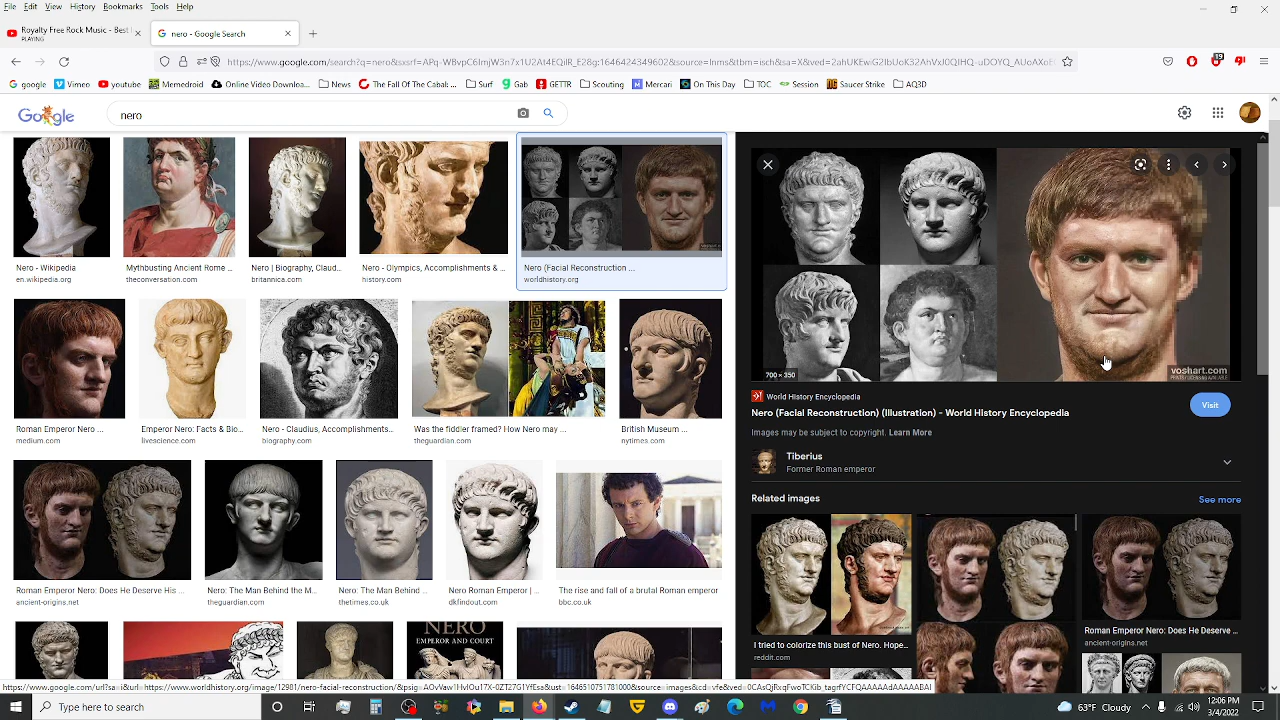 File Edit View History Bookmarks Tools Help
Royalty Free Rock Music - Best
PLAYING
nero - Google Search
google Vimeo youtube Memedroid Online Video Downloa... News The Fall Of The Cabal ... Surf Gab GETTR Scouting Mercari On This Day TOC Session Saucer Strike AQ3D
Google
nero
Nero - Wikipedia
en.wikipedia.org
Mythbusting Ancient Rome ...
theconversation.com
Nero | Biography, Claud...
britannica.com
Nero - Olympics, Accomplishments & ...
history.com
Nero (Facial Reconstruction ...
worldhistory.org
Roman Emperor Nero ...
medium.com
Emperor Nero: Facts & Bio...
livescience.com
Nero - Claudius, Accomplishments...
biography.com
Was the fiddler framed? How Nero may ...
theguardian.com
British Museum ...
nytimes.com
Roman Emperor Nero: Does He Deserve His ...
ancient-origins.net
Nero: The Man Behind the M...
theguardian.com
Nero: The Man Behind ...
thetimes.co.uk
Nero Roman Emperor | ...
dkfindout.com
The rise and fall of a brutal Roman emperor
bbc.co.uk
NERO
EMPEROR AND COURT
700 × 350
voshart.com
World History Encyclopedia
Nero (Facial Reconstruction) (Illustration) - World History Encyclopedia
Visit
Images may be subject to copyright. Learn More
Tiberius
Former Roman emperor
Related images
See more
I tried to colorize this bust of Nero. Hope...
reddit.com
Roman Emperor Nero: Does He Deserve ...
ancient-origins.net
Type here to search
63°F Cloudy
12:06 PM
3/4/2022